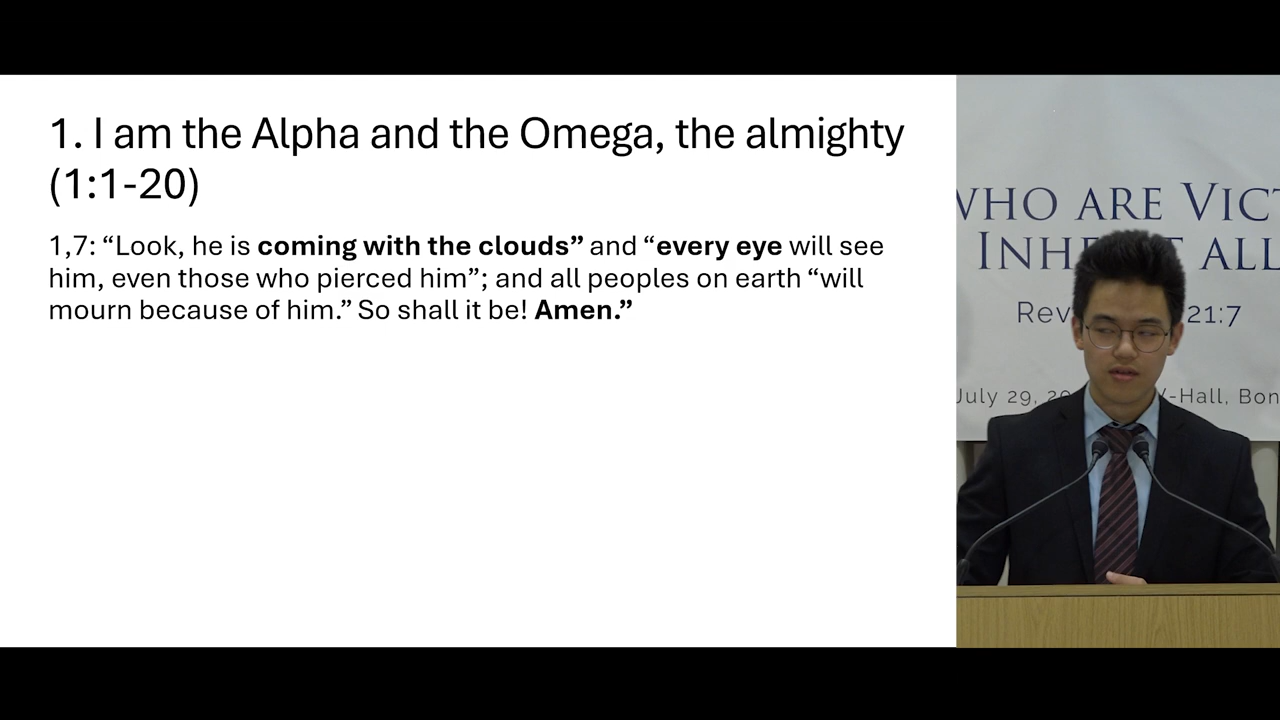 1. I am the Alpha and the Omega, the almighty
(1:1-20)
1,7: “Look, he is coming with the clouds” and “every eye will see
him, even those who pierced him”; and all peoples on earth “will
mourn because of him.” So shall it be! Amen.”
WHO ARE VICT
INH T ALL
Rev 21:7
July 29, 20 V-Hall, Bon